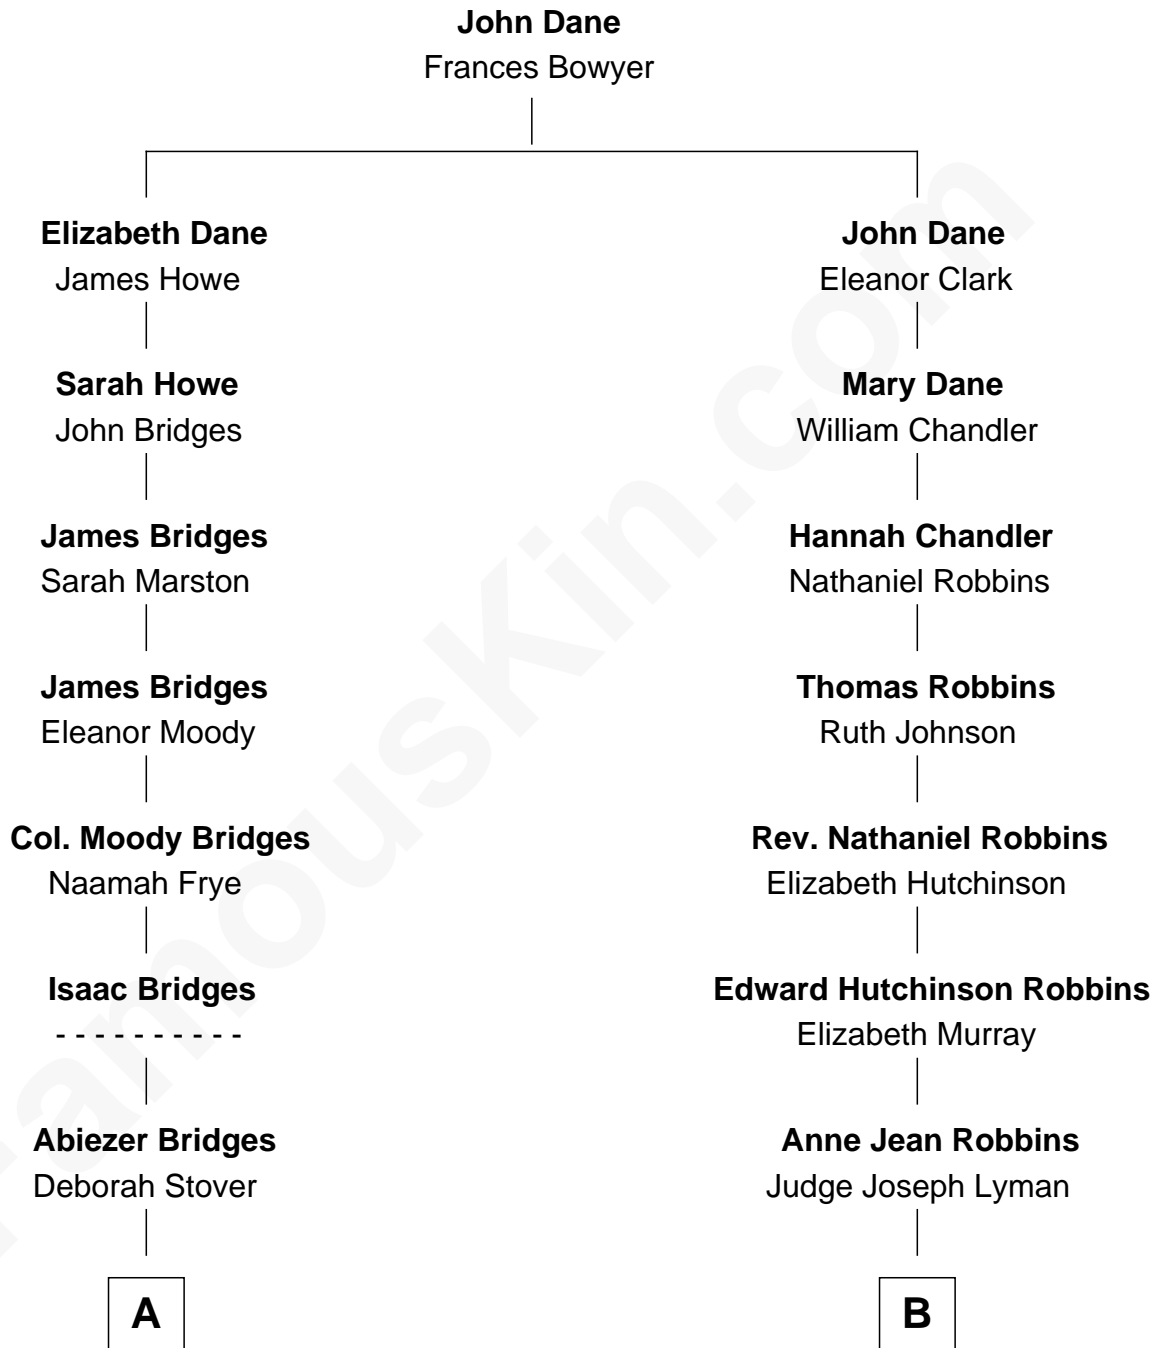 John Dane
Frances Bowyer
Elizabeth Dane
James Howe
John Dane
Eleanor Clark
Sarah Howe
John Bridges
Mary Dane
William Chandler
James Bridges
Sarah Marston
Hannah Chandler
Nathaniel Robbins
James Bridges
Eleanor Moody
Thomas Robbins
Ruth Johnson
Col. Moody Bridges
Naamah Frye
Rev. Nathaniel Robbins
Elizabeth Hutchinson
Isaac Bridges
- - - - - - - - - -
Edward Hutchinson Robbins
Elizabeth Murray
Abiezer Bridges
Deborah Stover
Anne Jean Robbins
Judge Joseph Lyman
A
B
FamousKin.com